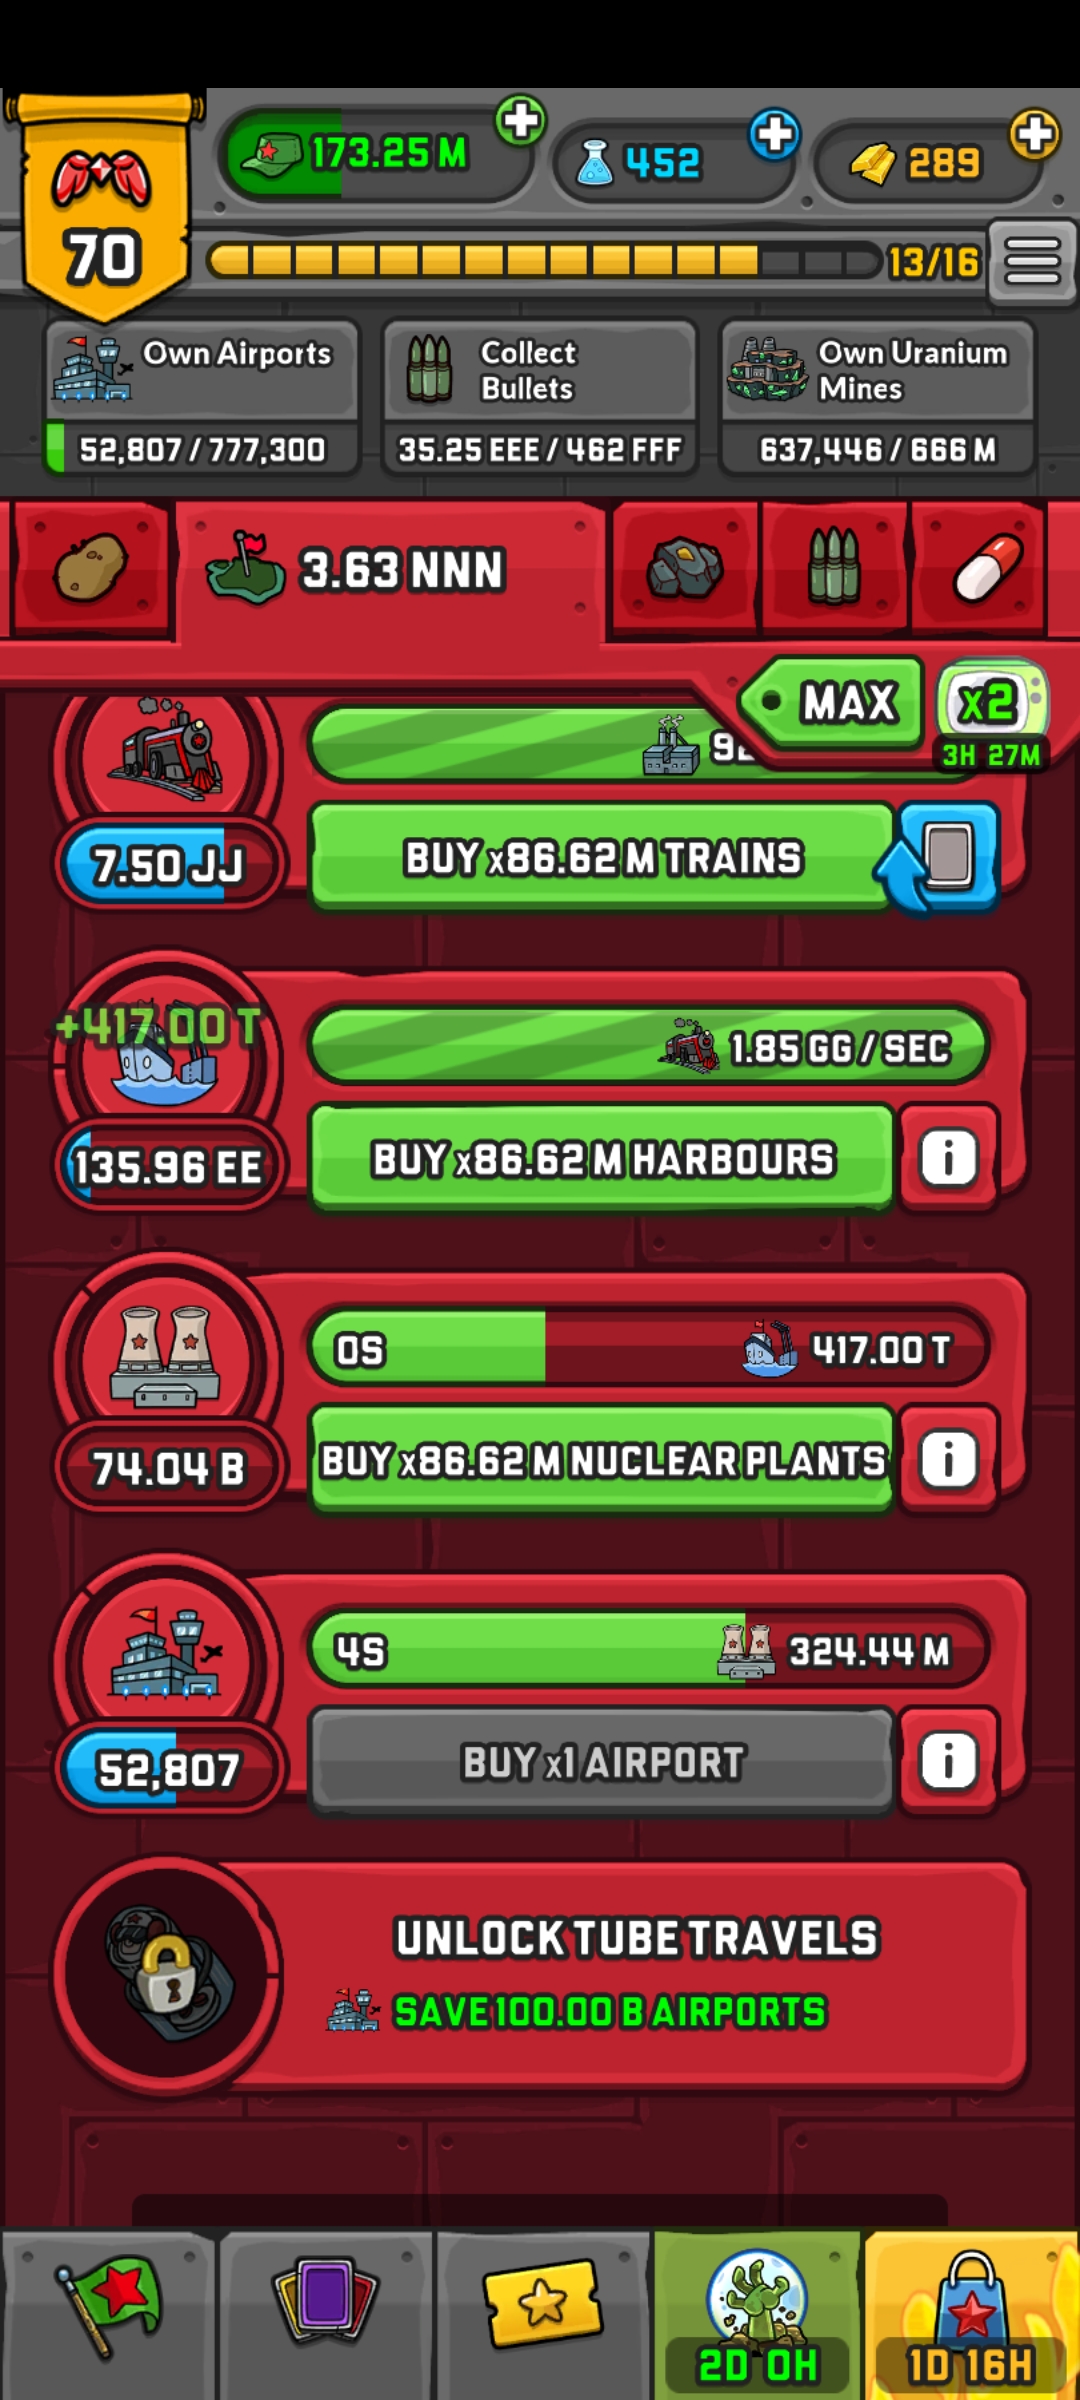 173.25 M
452
289
70
13/16
Own Airports
52,807 / 777,300
Collect
Bullets
35.25 EEE / 462 FFF
Own Uranium
Mines
637,446 / 666 M
3.63 NNN
MAX
x2
3H 27M
7.50 JJ
BUY x86.62 M TRAINS
+417.00 T
1.85 GG / SEC
135.96 EE
BUY x86.62 M HARBOURS
0S
417.00 T
74.04 B
BUY x86.62 M NUCLEAR PLANTS
4S
324.44 M
52,807
BUY x1 AIRPORT
UNLOCK TUBE TRAVELS
SAVE 100.00 B AIRPORTS
2D 0H
1D 16H